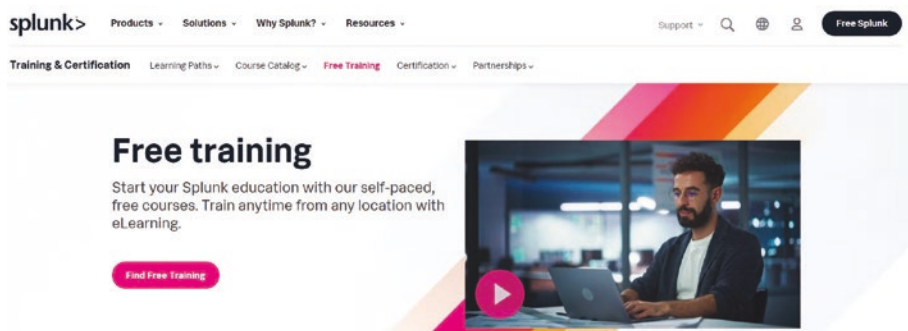 splunk>
Products
Solutions
Why Splunk?
Resources
Support
Free Splunk
Training & Certification
Learning Paths
Course Catalog
Free Training
Certification
Partnerships
Free training
Start your Splunk education with our self-paced,
free courses. Train anytime from any location with
eLearning.
Find Free Training